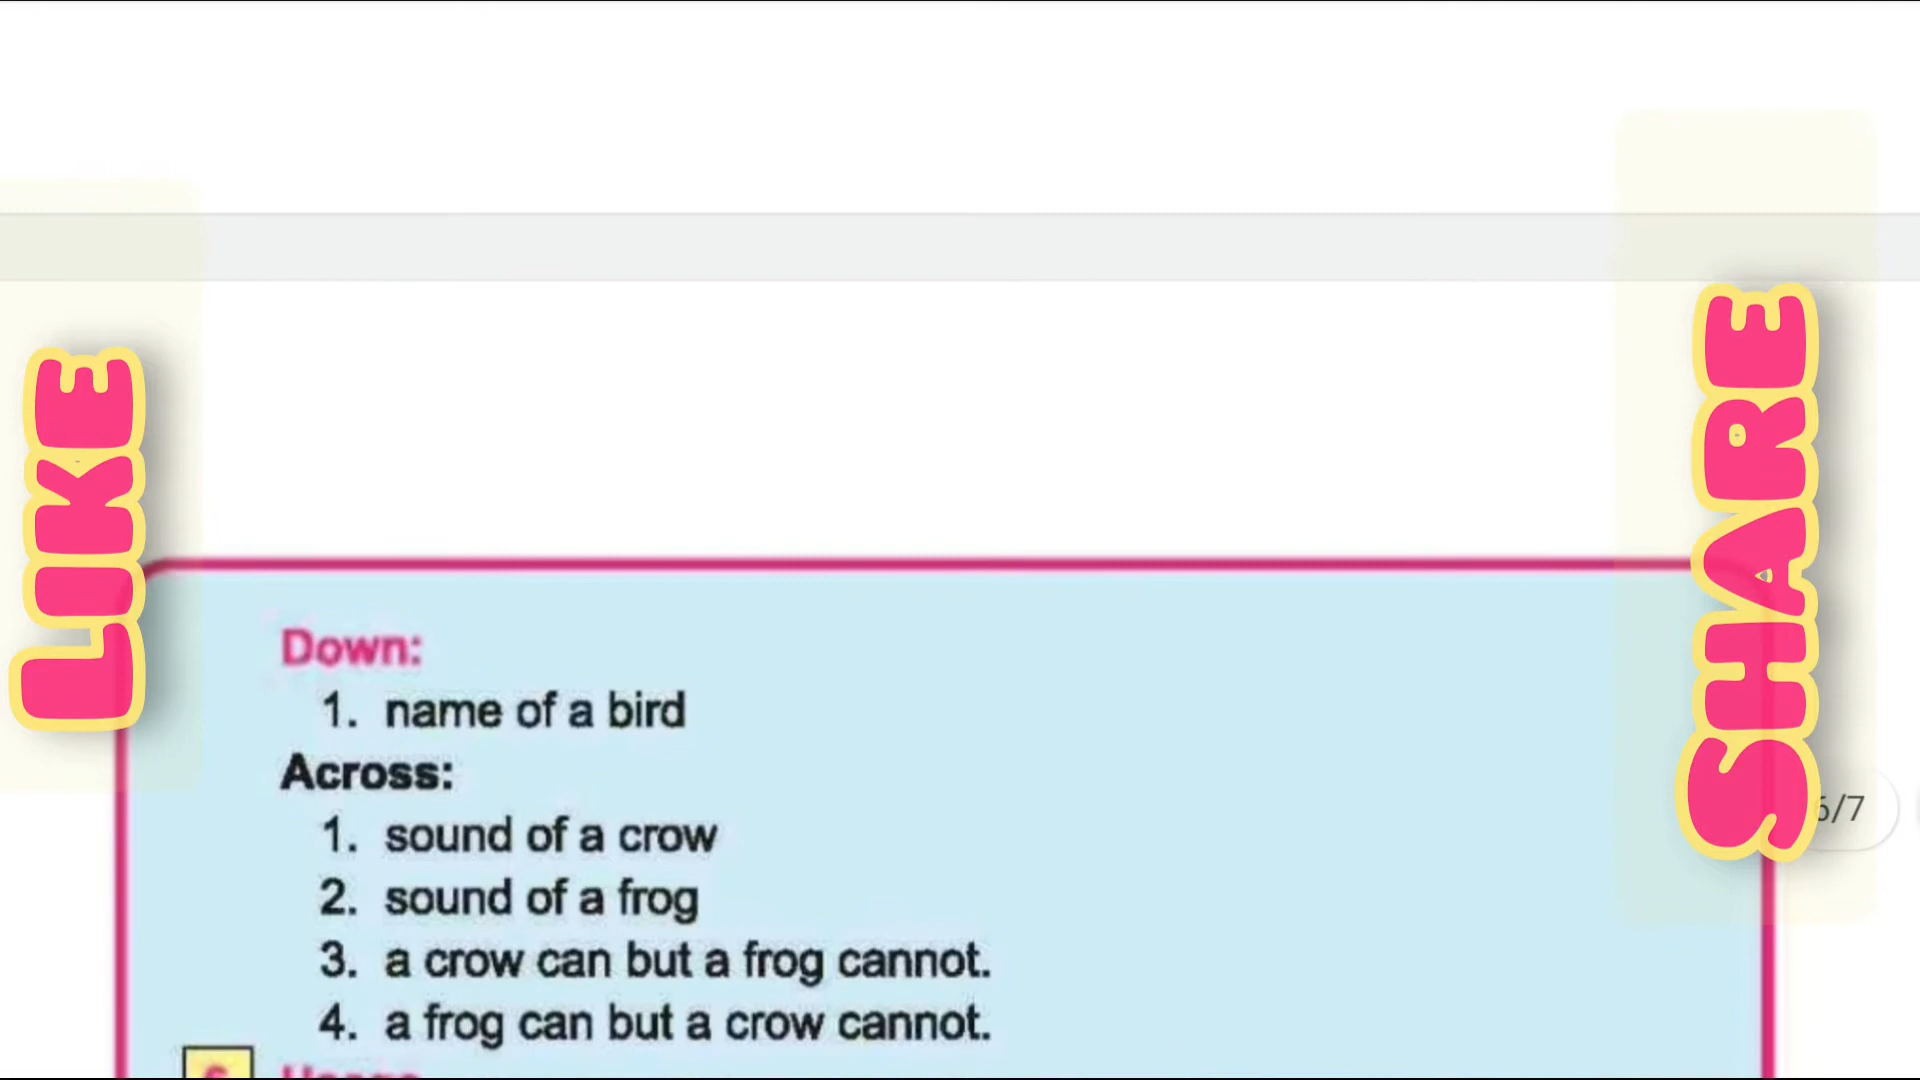 LIKE
SHARE
Down:
1. name of a bird
Across:
1. sound of a crow
2. sound of a frog
3. a crow can but a frog cannot.
4. a frog can but a crow cannot.
6/7